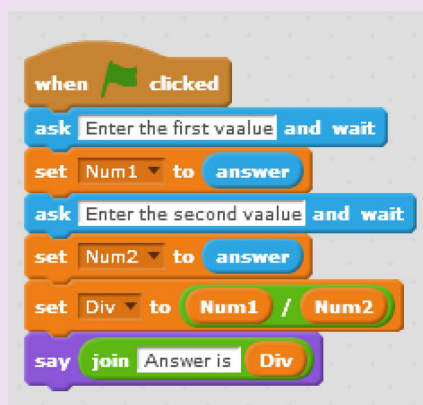 when clicked
ask Enter the first vaalue and wait
set Num1 to answer
ask Enter the second vaalue and wait
set Num2 to answer
set Div to Num1 / Num2
say join Answer is Div